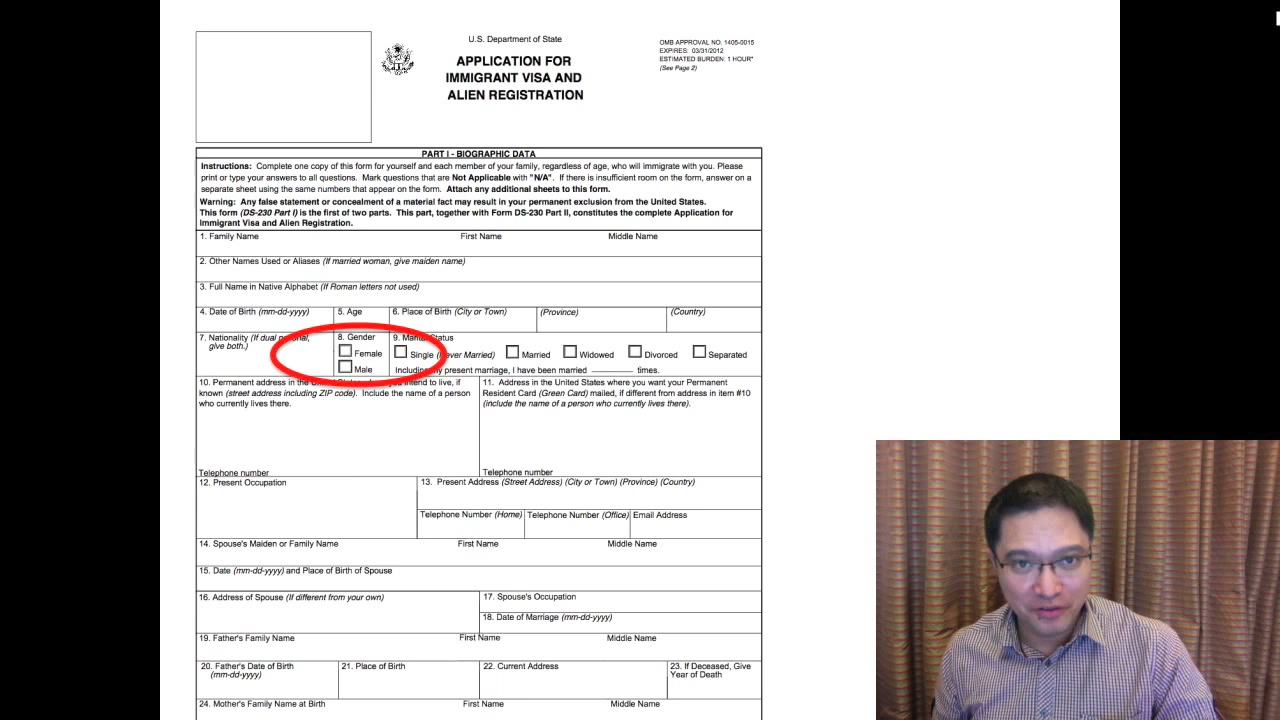 U.S. Department of State
APPLICATION FOR
IMMIGRANT VISA AND
ALIEN REGISTRATION
OMB APPROVAL NO. 1405-0015
EXPIRES: 03/31/2012
ESTIMATED BURDEN: 1 HOUR*
(See Page 2)
PART I - BIOGRAPHIC DATA
Instructions: Complete one copy of this form for yourself and each member of your family, regardless of age, who will immigrate with you. Please
print or type your answers to all questions. Mark questions that are Not Applicable with "N/A". If there is insufficient room on the form, answer on a
separate sheet using the same numbers that appear on the form. Attach any additional sheets to this form.
Warning: Any false statement or concealment of a material fact may result in your permanent exclusion from the United States.
This form (DS-230 Part I) is the first of two parts. This part, together with Form DS-230 Part II, constitutes the complete Application for
Immigrant Visa and Alien Registration.
1. Family Name First Name Middle Name
2. Other Names Used or Aliases (If married woman, give maiden name)
3. Full Name in Native Alphabet (If Roman letters not used)
4. Date of Birth (mm-dd-yyyy) 5. Age 6. Place of Birth (City or Town) (Province) (Country)
7. Nationality (If dual national,
give both.)
8. Gender
Female
Male
9. Marital Status
Single (Never Married) Married Widowed Divorced Separated
Including my present marriage, I have been married ________ times.
10. Permanent address in the United States where you intend to live, if
known (street address including ZIP code). Include the name of a person
who currently lives there.
Telephone number
11. Address in the United States where you want your Permanent
Resident Card (Green Card) mailed, if different from address in item #10
(include the name of a person who currently lives there).
Telephone number
12. Present Occupation
13. Present Address (Street Address) (City or Town) (Province) (Country)
Telephone Number (Home) Telephone Number (Office) Email Address
14. Spouse's Maiden or Family Name First Name Middle Name
15. Date (mm-dd-yyyy) and Place of Birth of Spouse
16. Address of Spouse (If different from your own)
17. Spouse's Occupation
18. Date of Marriage (mm-dd-yyyy)
19. Father's Family Name First Name Middle Name
20. Father's Date of Birth
(mm-dd-yyyy)
21. Place of Birth
22. Current Address
23. If Deceased, Give
Year of Death
24. Mother's Family Name at Birth First Name Middle Name